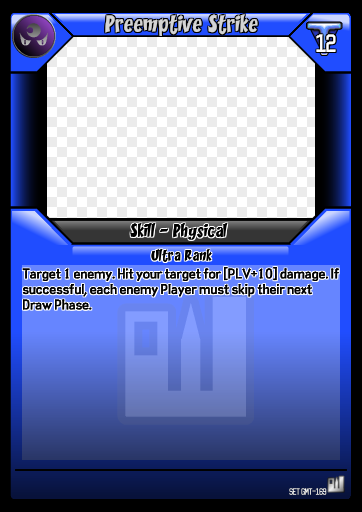 Preemptive Strike
12
Skill - Physical
Ultra Rank
Target 1 enemy. Hit your target for [PLV+10] damage. If
successful, each enemy Player must skip their next
Draw Phase.
SET GMT-169